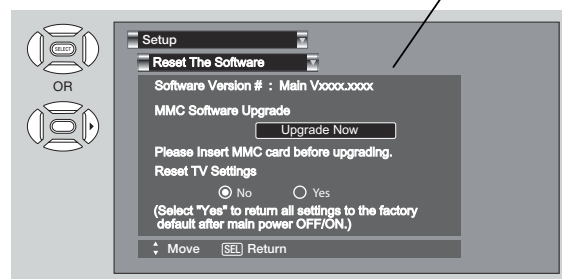 SELECT
OR
Setup
Reset The Software
Software Version # : Main Vxxxx.xxxx
MMC Software Upgrade
Upgrade Now
Please Insert MMC card before upgrading.
Reset TV Settings
No Yes
(Select "Yes" to return all settings to the factory
default after main power OFF/ON.)
Move SEL Return